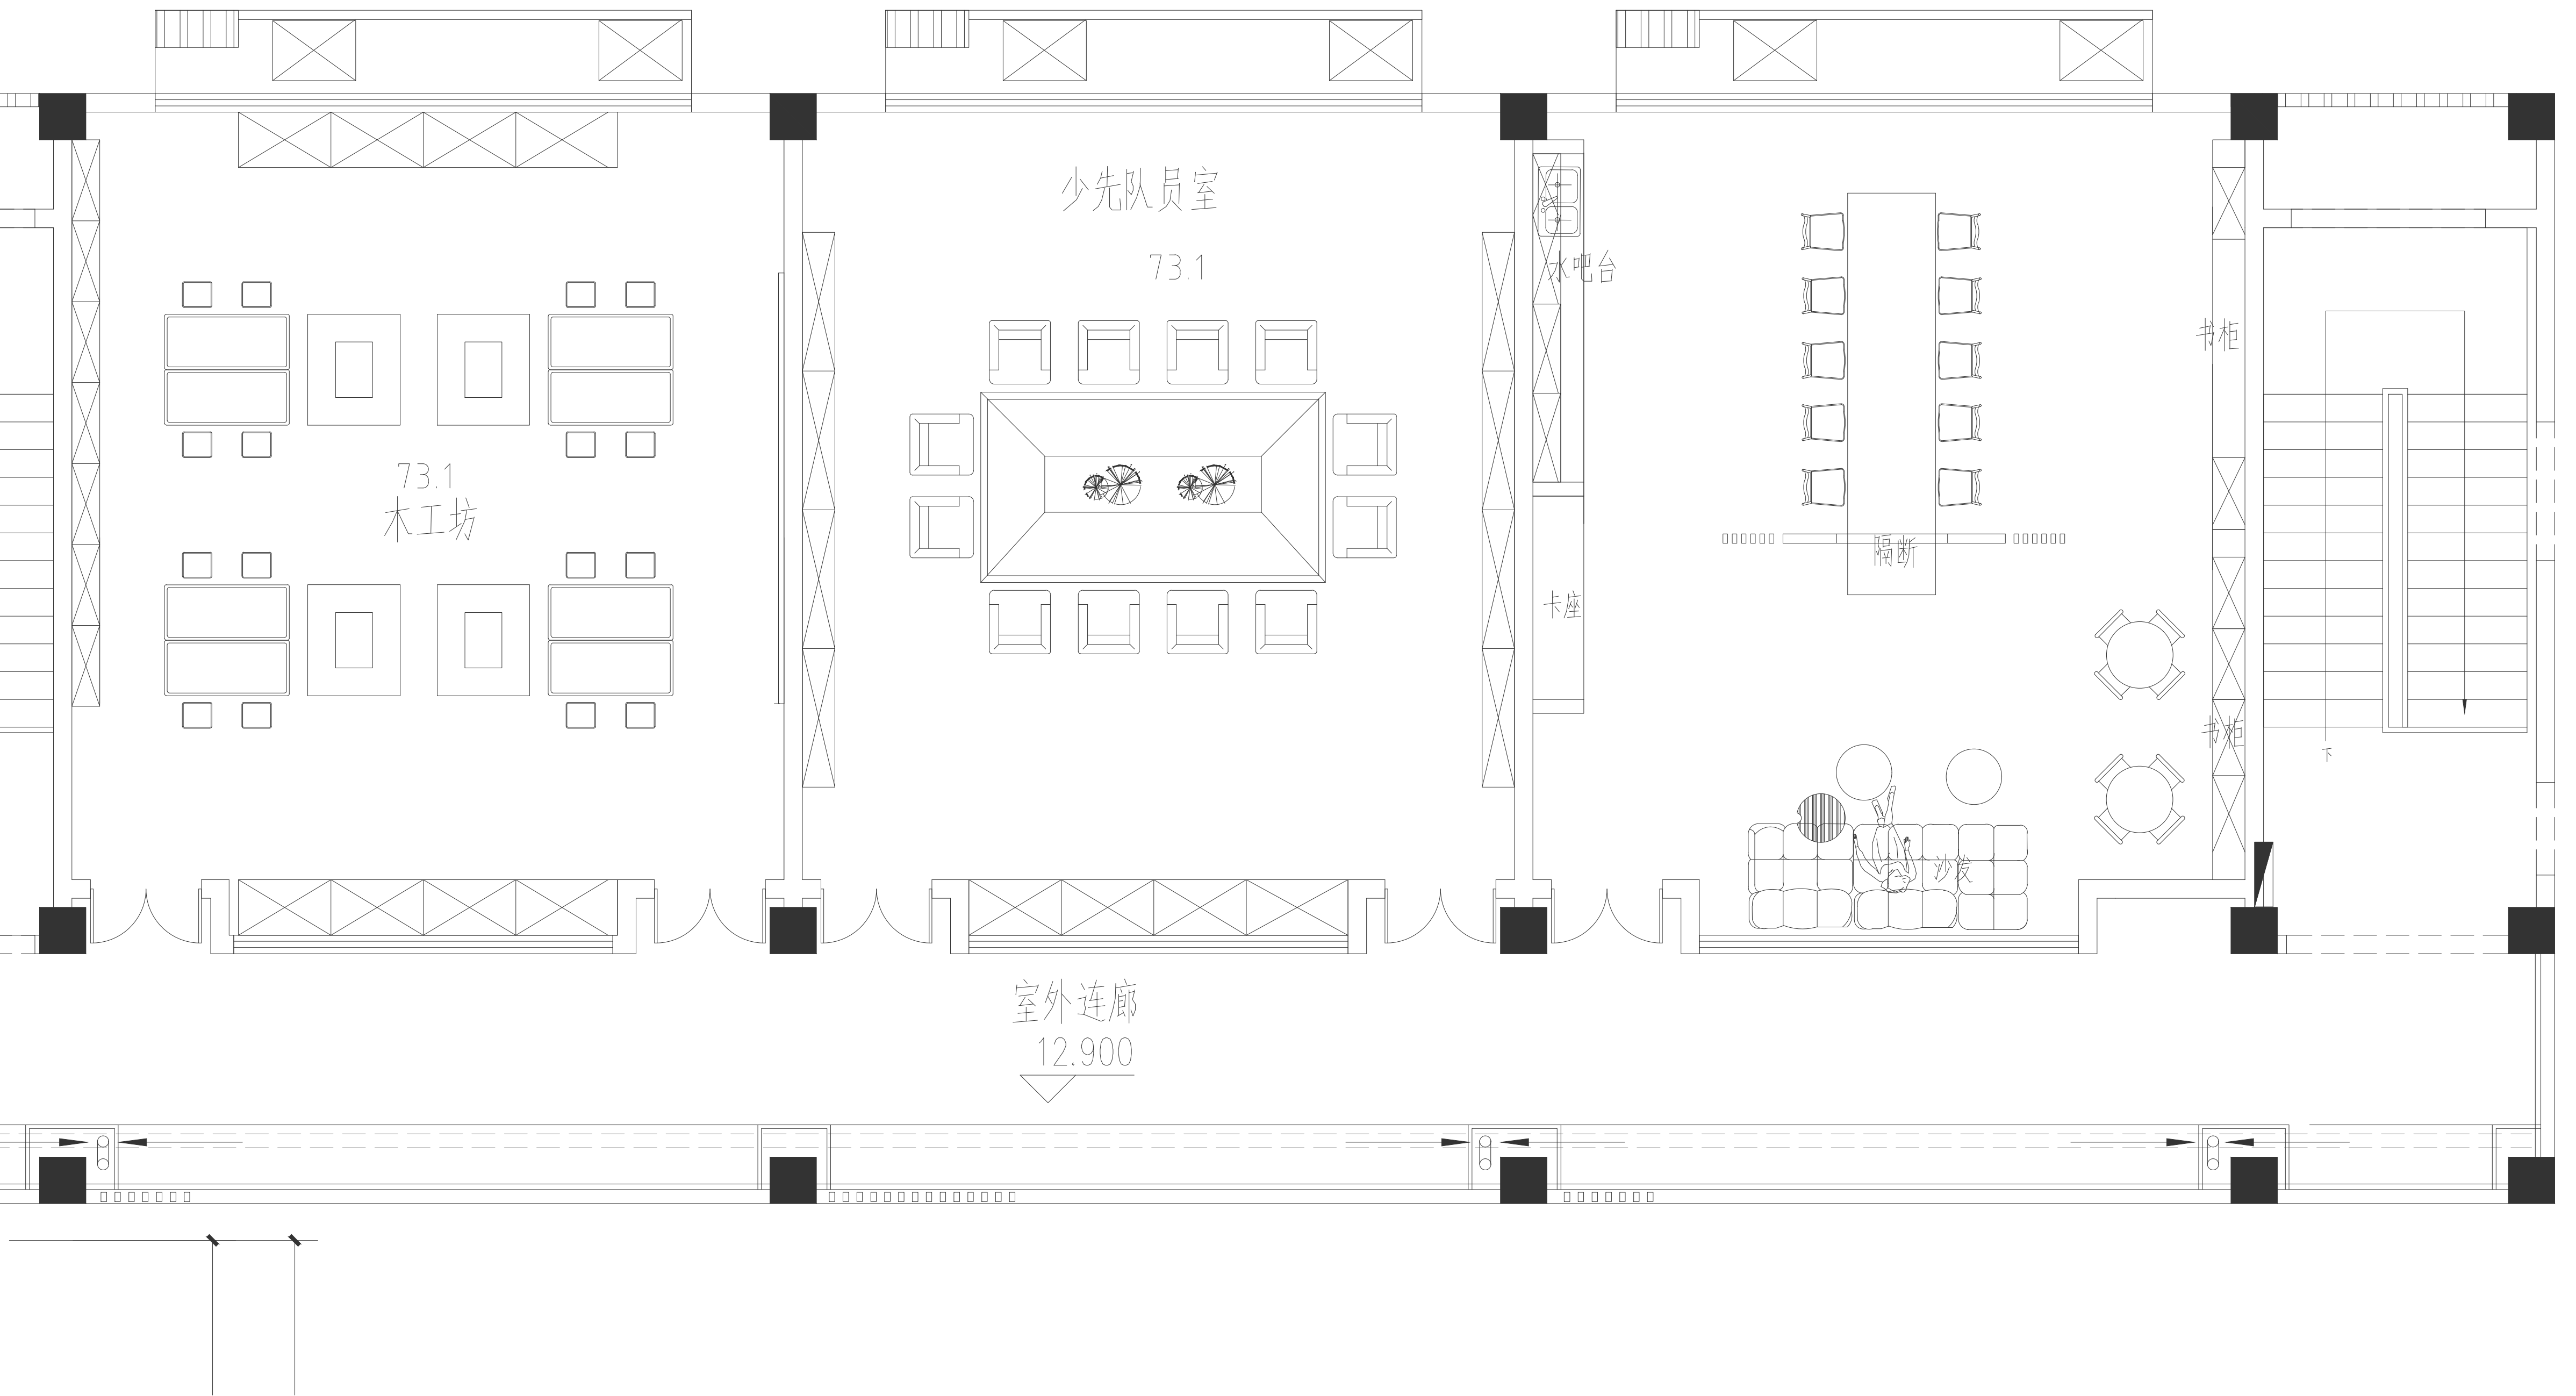 少先队员室
73.1
水吧台
书柜
73.1
木工坊
隔断
卡座
书柜
下
沙发
室外连廊
12.900